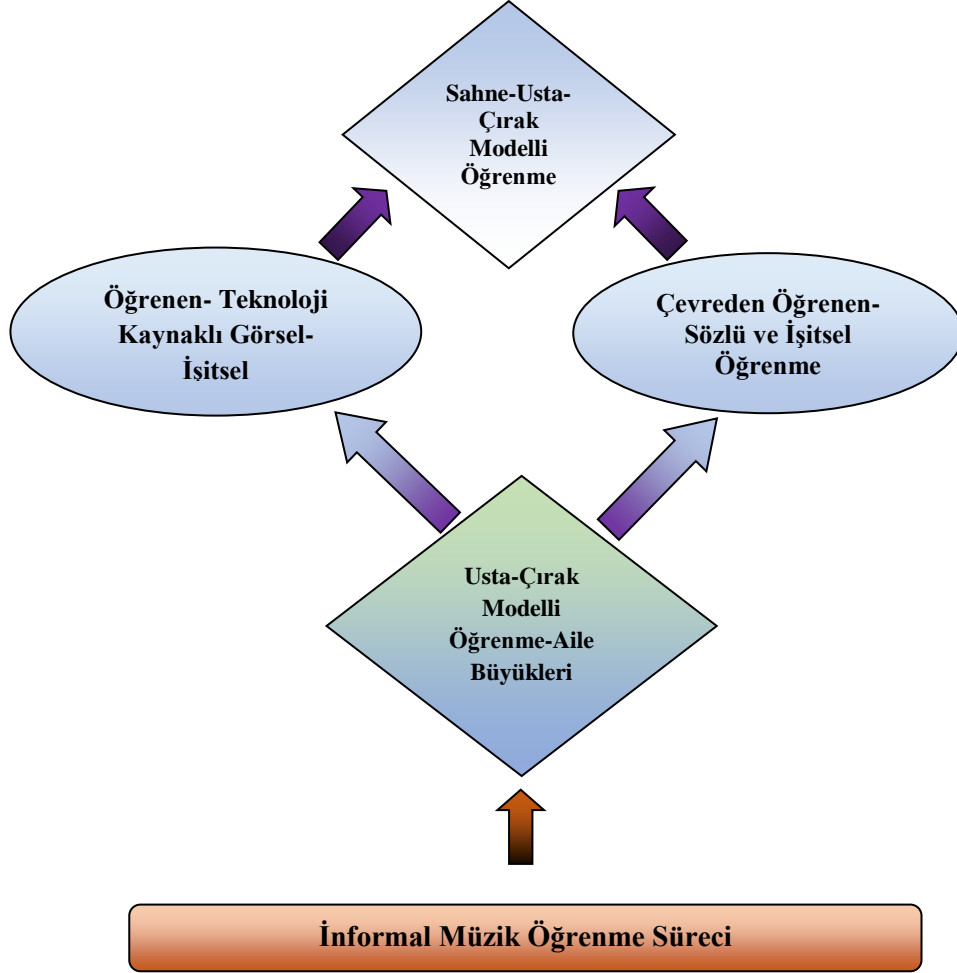 Sahne-Usta-
Çırak
Modelli
Öğrenme
Öğrenen- Teknoloji
Kaynaklı Görsel-
İşitsel
Çevreden Öğrenen-
Sözlü ve İşitsel
Öğrenme
Usta-Çırak
Modelli
Öğrenme-Aile
Büyükleri
İnformal Müzik Öğrenme Süreci